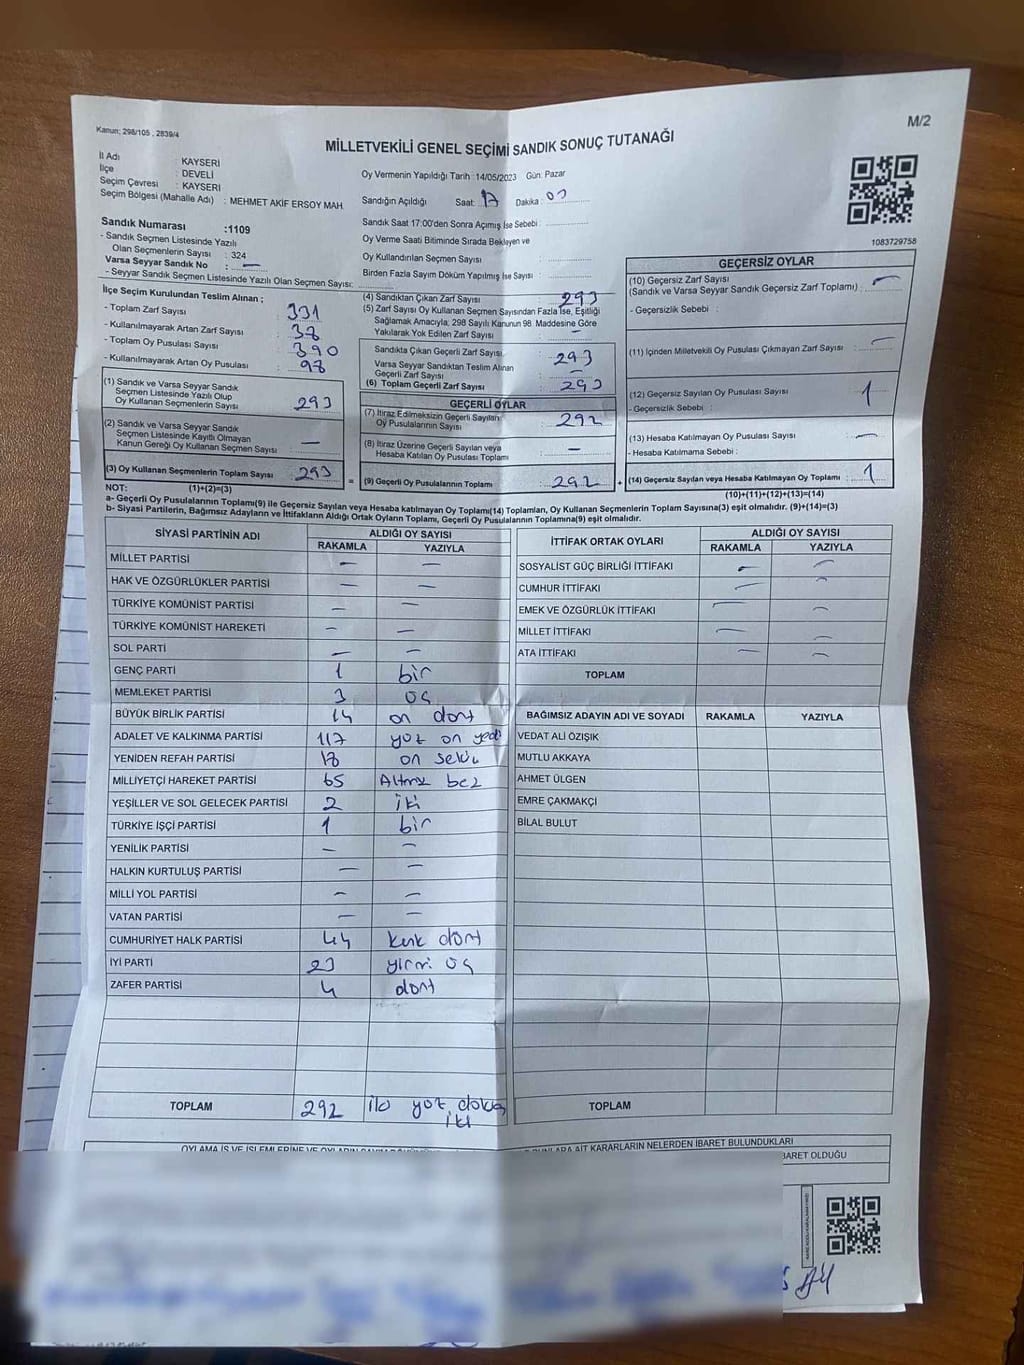 Kanun; 298/105 , 2839/4
M/2
MİLLETVEKİLİ GENEL SEÇİMİ SANDIK SONUÇ TUTANAĞI
İl Adı : KAYSERİ
İlçe : DEVELİ
Seçim Çevresi : KAYSERİ
Seçim Bölgesi (Mahalle Adı) : MEHMET AKİF ERSOY MAH.
Oy Vermenin Yapıldığı Tarih : 14/05/2023 Gün: Pazar
Sandığın Açıldığı Saat: 17 Dakika : 03
Sandık Numarası :1109
- Sandık Seçmen Listesinde Yazılı
Olan Seçmenlerin Sayısı : 324
Varsa Seyyar Sandık No : —
- Seyyar Sandık Listesinde Yazılı Olan Seçmen Sayısı:
Sandık Saat 17:00'den Sonra Açımış İse Sebebi :
Oy Verme Saati Bitiminde Sırada Bekleyen ve
Oy Kullandırılan Seçmen Sayısı :
Birden Fazla Sayım Döküm Yapılmış İse Sayısı :
1083729758
İlçe Seçim Kurulundan Teslim Alınan ;
- Toplam Zarf Sayısı : 331
- Kullanılmayarak Artan Zarf Sayısı : 38
- Toplam Oy Pusulası Sayısı : 390
- Kullanılmayarak Artan Oy Pusulası : 98
(1) Sandık ve Varsa Seyyar Sandık
Seçmen Listesinde Yazılı Olup
Oy Kullanan Seçmenlerin Sayısı : 293
(2) Sandık ve Varsa Seyyar Sandık
Seçmen Listesinde Kayıtlı Olmayan
Kanun Gereği Oy Kullanan Seçmen Sayısı : —
(3) Oy Kullanan Seçmenlerin Toplam Sayısı : 293
(4) Sandıktan Çıkan Zarf Sayısı : 293
(5) Zarf Sayısı Oy Kullanan Seçmen Sayısından Fazla İse, Eşitliği
Sağlamak Amacıyla; 298 Sayılı Kanunun 98. Maddesine Göre
Yakılarak Yok Edilen Zarf Sayısı : —
Sandıkta Çıkan Geçerli Zarf Sayısı : 293
Varsa Seyyar Sandıktan Teslim Alınan
Geçerli Zarf Sayısı : —
(6) Toplam Geçerli Zarf Sayısı : 293
GEÇERLİ OYLAR
(7) İtiraz Edilmeksizin Geçerli Sayılan
Oy Pusulalarının Sayısı : 292
(8) İtiraz Üzerine Geçerli Sayılan veya
Hesaba Katılan Oy Pusulası Toplamı : —
= (9) Geçerli Oy Pusulalarının Toplamı : 292 +
GEÇERSİZ OYLAR
(10) Geçersiz Zarf Sayısı : —
(Sandık ve Varsa Seyyar Sandık Geçersiz Zarf Toplamı)
- Geçersizlik Sebebi :
(11) İçinden Milletvekili Oy Pusulası Çıkmayan Zarf Sayısı : —
(12) Geçersiz Sayılan Oy Pusulası Sayısı : 1
- Geçersizlik Sebebi :
(13) Hesaba Katılmayan Oy Pusulası Sayısı : —
- Hesaba Katılmama Sebebi :
(14) Geçersiz Sayılan veya Hesaba Katılmayan Oy Toplamı : 1
NOT: (1)+(2)=(3)
(10)+(11)+(12)+(13)=(14)
a- Geçerli Oy Pusulalarının Toplamı(9) ile Geçersiz Sayılan veya Hesaba katılmayan Oy Toplamı(14) Toplamları, Oy Kullanan Seçmenlerin Toplam Sayısına(3) eşit olmalıdır. (9)+(14)=(3)
b- Siyasi Partilerin, Bağımsız Adayların ve İttifakların Aldığı Ortak Oyların Toplamı, Geçerli Oy Pusulalarının Toplamına(9) eşit olmalıdır.
SİYASİ PARTİNİN ADI ALDIĞI OY SAYISI
RAKAMLA YAZIYLA
MİLLET PARTİSİ — —
HAK VE ÖZGÜRLÜKLER PARTİSİ — —
TÜRKİYE KOMÜNİST PARTİSİ — —
TÜRKİYE KOMÜNİST HAREKETİ — —
SOL PARTİ — —
GENÇ PARTİ 1 bir
MEMLEKET PARTİSİ 3 üç
BÜYÜK BİRLİK PARTİSİ 14 on dört
ADALET VE KALKINMA PARTİSİ 117 yüz on yedi
YENİDEN REFAH PARTİSİ 18 on sekiz
MİLLİYETÇİ HAREKET PARTİSİ 65 Altmış beş
YEŞİLLER VE SOL GELECEK PARTİSİ 2 iki
TÜRKİYE İŞÇİ PARTİSİ 1 bir
YENİLİK PARTİSİ — —
HALKIN KURTULUŞ PARTİSİ — —
MİLLİ YOL PARTİSİ — —
VATAN PARTİSİ — —
CUMHURİYET HALK PARTİSİ 44 kırk dört
İYİ PARTİ 23 yirmi üç
ZAFER PARTİSİ 4 dört
TOPLAM 292 iki yüz doksan
iki
İTTİFAK ORTAK OYLARI ALDIĞI OY SAYISI
RAKAMLA YAZIYLA
SOSYALİST GÜÇ BİRLİĞİ İTTİFAKI — —
CUMHUR İTTİFAKI — —
EMEK VE ÖZGÜRLÜK İTTİFAKI — —
MİLLET İTTİFAKI — —
ATA İTTİFAKI — —
TOPLAM
BAĞIMSIZ ADAYIN ADI VE SOYADI RAKAMLA YAZIYLA
VEDAT ALİ ÖZIŞIK
MUTLU AKKAYA
AHMET ÜLGEN
EMRE ÇAKMAKÇİ
BİLAL BULUT
TOPLAM
AİT KARARLARIN NELERDEN İBARET BULUNDUKLARI
OLDUĞU